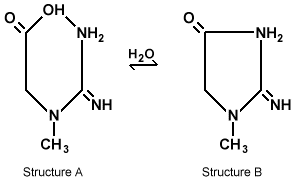 O OH NH₂
H₂O
NH
N
CH₃
Structure A
O NH₂
NH
N
CH₃
Structure B